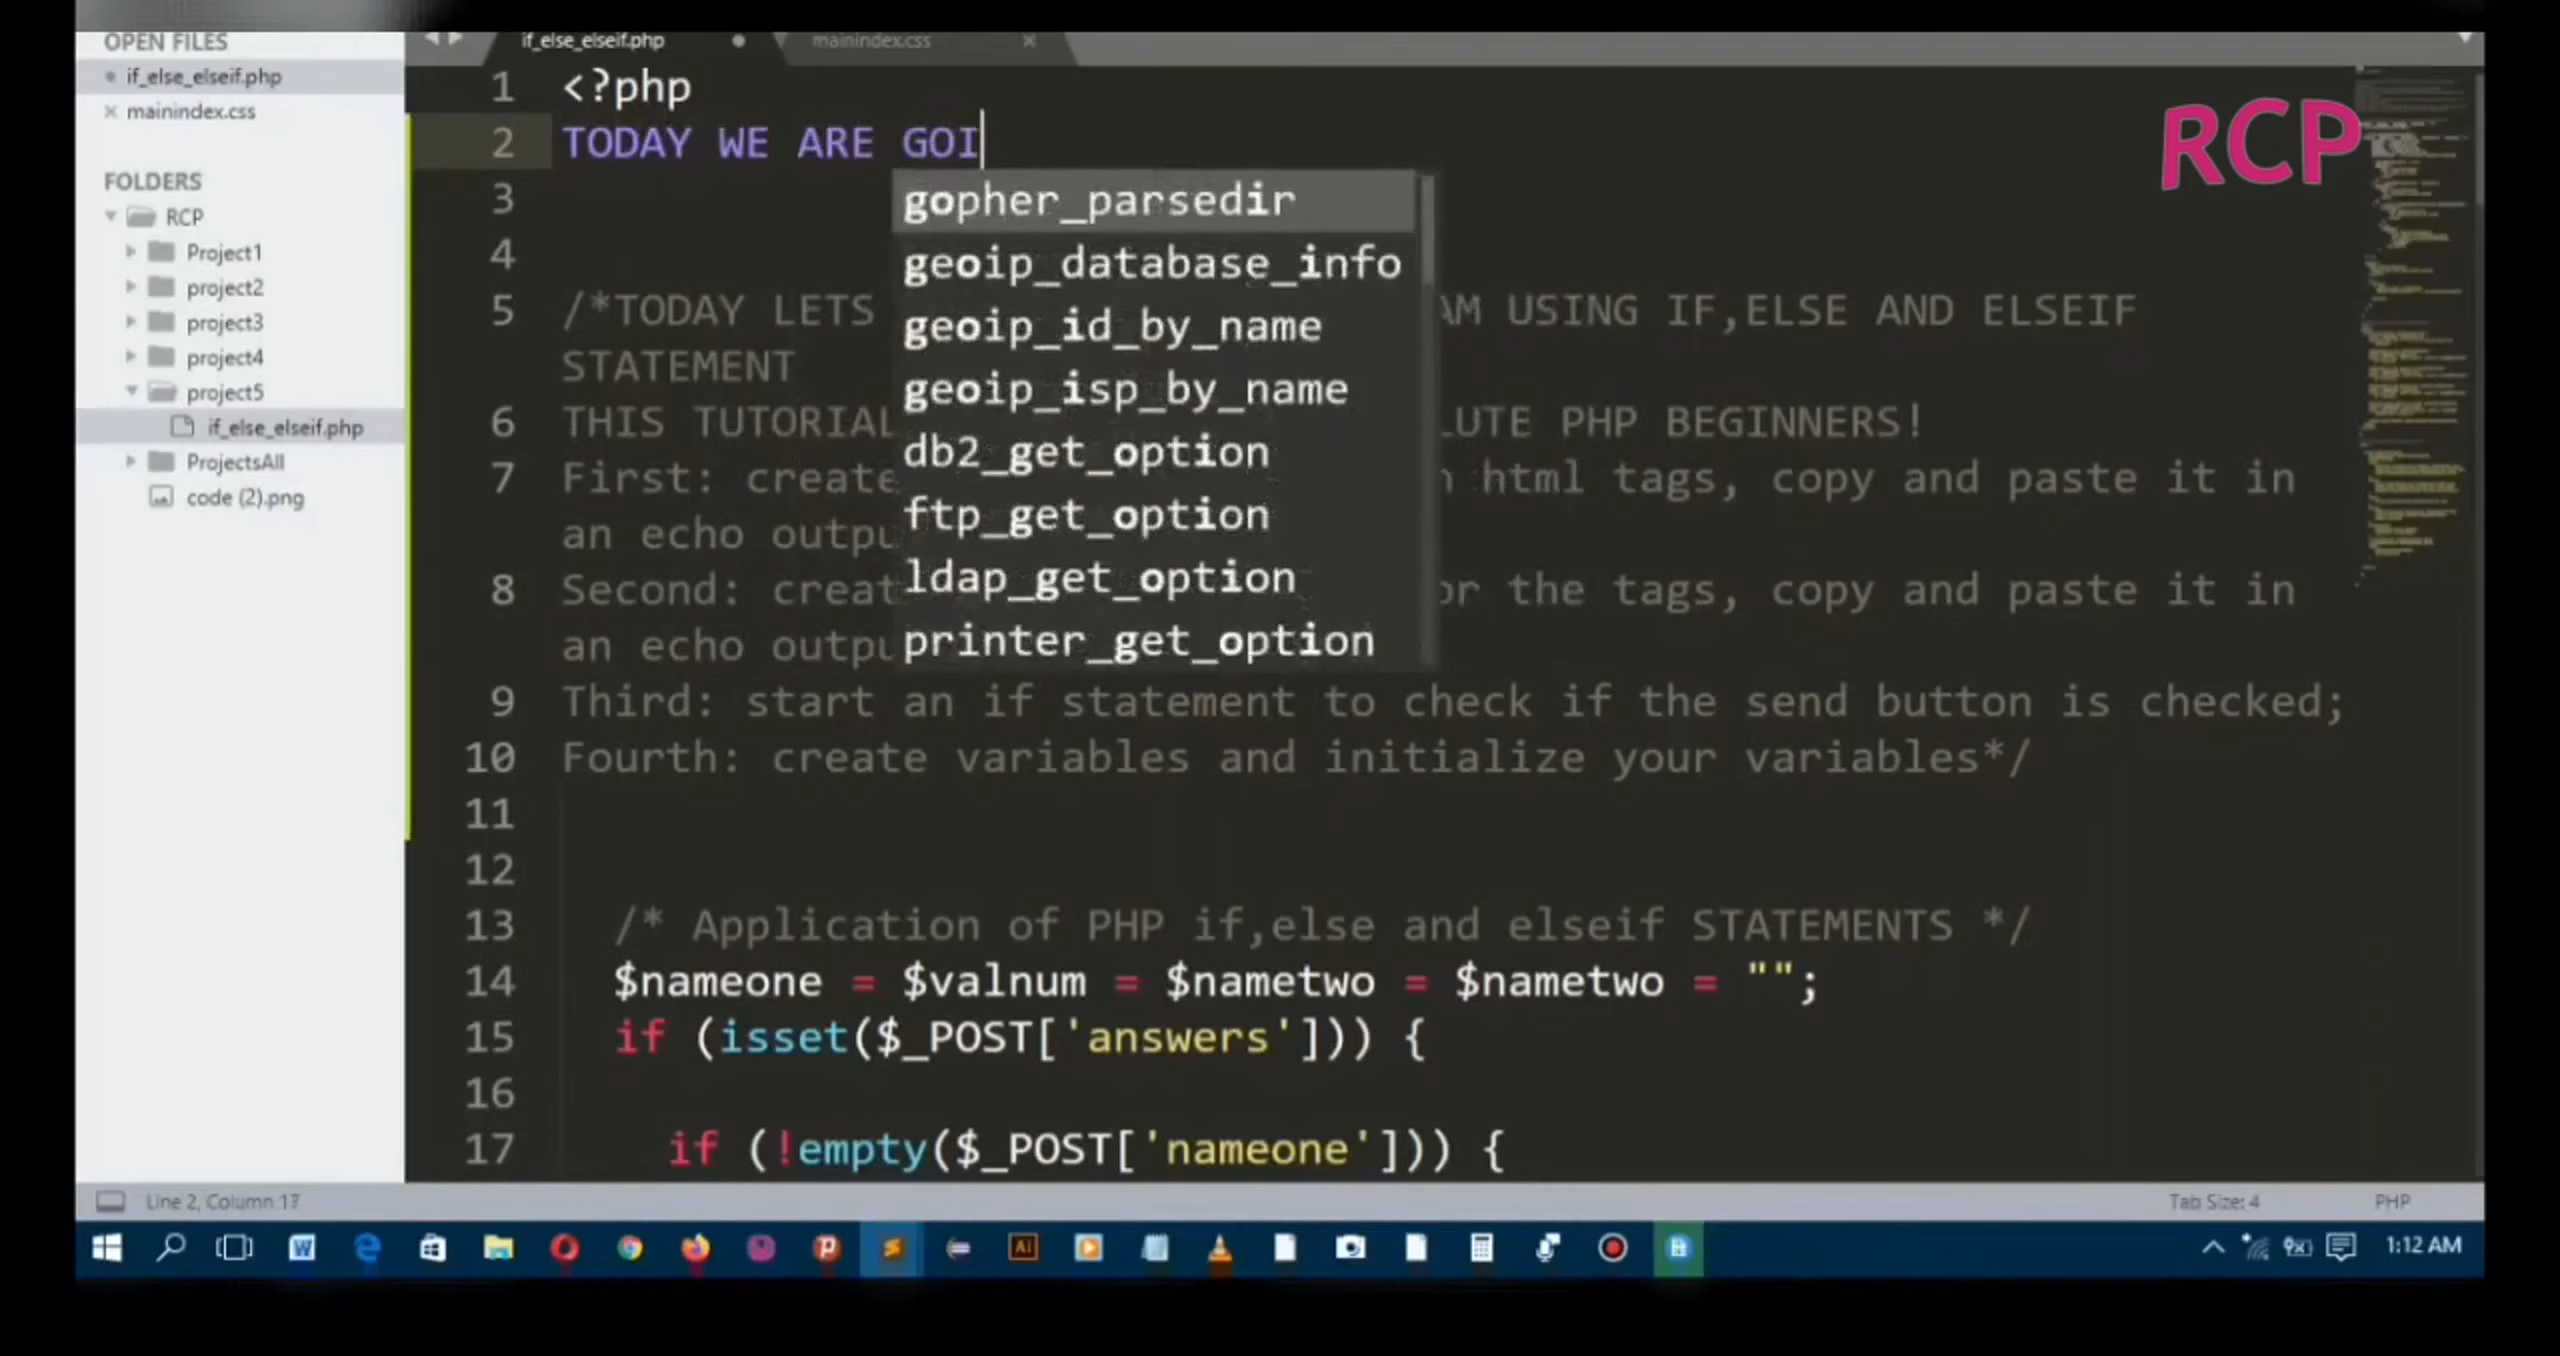 OPEN FILES
if_else_elseif.php
mainindex.css
FOLDERS
RCP
Project1
project2
project3
project4
project5
if_else_elseif.php
ProjectsAll
code (2).png
if_else_elseif.php
mainindex.css
RCP
1 <?php
2 TODAY WE ARE GOI
3
4
5 /*TODAY LETS AM USING IF,ELSE AND ELSEIF
STATEMENT
6 THIS TUTORIAL LUTE PHP BEGINNERS!
7 First: create html tags, copy and paste it in
an echo outpu
8 Second: creat or the tags, copy and paste it in
an echo outpu
9 Third: start an if statement to check if the send button is checked;
10 Fourth: create variables and initialize your variables*/
11
12
13 /* Application of PHP if,else and elseif STATEMENTS */
14 $nameone = $valnum = $nametwo = $nametwo = "";
15 if (isset($_POST['answers'])) {
16
17 if (!empty($_POST['nameone'])) {
gopher_parsedir
geoip_database_info
geoip_id_by_name
geoip_isp_by_name
db2_get_option
ftp_get_option
ldap_get_option
printer_get_option
Line 2, Column 17
Tab Size: 4
PHP
1:12 AM